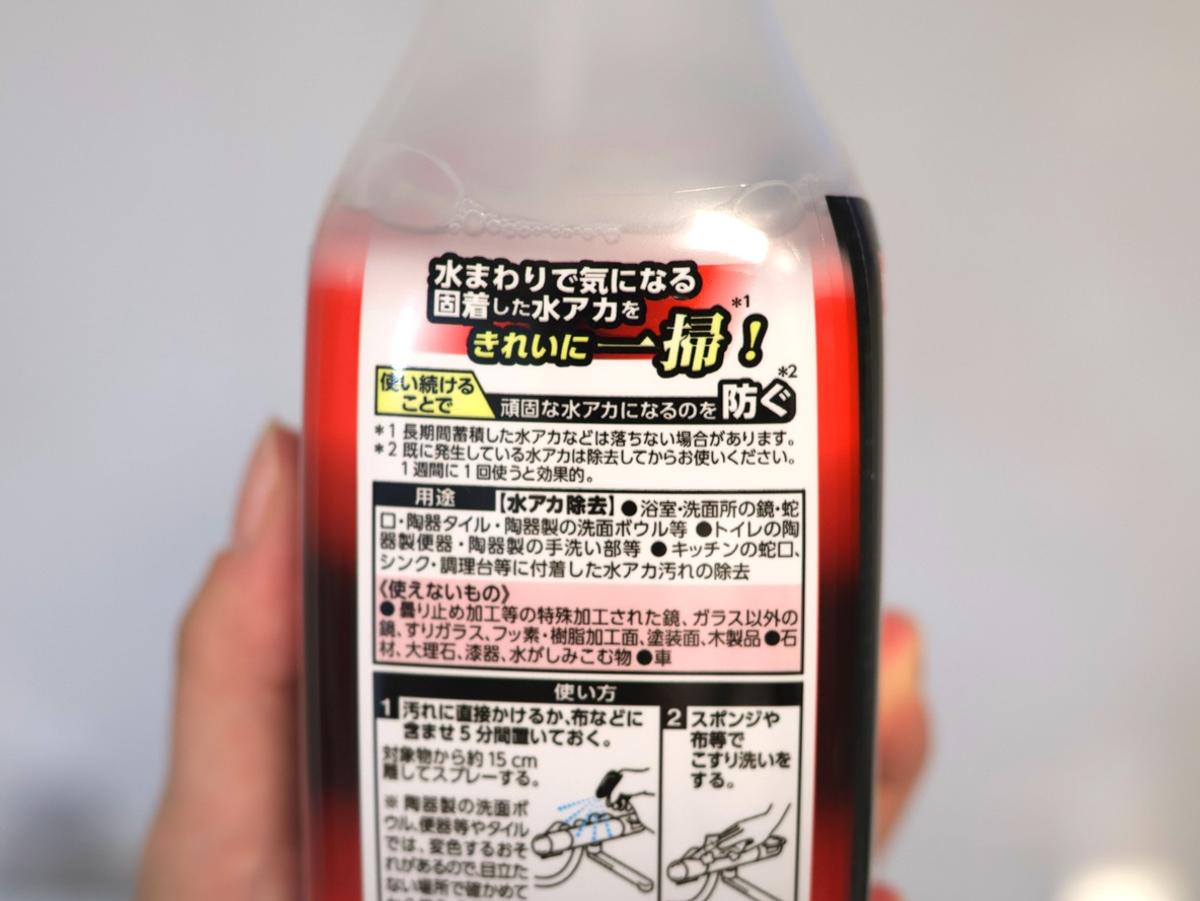 水まわりで気になる
固着した水アカを
きれいに一掃！*1
使い続ける
ことで
頑固な水アカになるのを防ぐ*2
*1 長期間蓄積した水アカなどは落ちない場合があります。
*2 既に発生している水アカは除去してからお使いください。
1週間に1回使うと効果的。
用途 【水アカ除去】●浴室・洗面所の鏡・蛇
口・陶器タイル・陶器製の洗面ボウル等 ●トイレの陶
器製便器・陶器製の手洗い部等 ●キッチンの蛇口、
シンク・調理台等に付着した水アカ汚れの除去
《使えないもの》
●曇り止め加工等の特殊加工された鏡、ガラス以外の
鏡、すりガラス、フッ素・樹脂加工面、塗装面、木製品 ●石
材、大理石、漆器、水がしみこむ物 ●車
使い方
1 汚れに直接かけるか、布などに
含ませ5分間置いておく。
対象物から約15cm
離してスプレーする。
※陶器製の洗面ボ
ウル、便器等やタイル
では、変色するおそ
れがあるので、目立た
ない場所で確かめて
2 スポンジや
布等で
こすり洗いを
する。